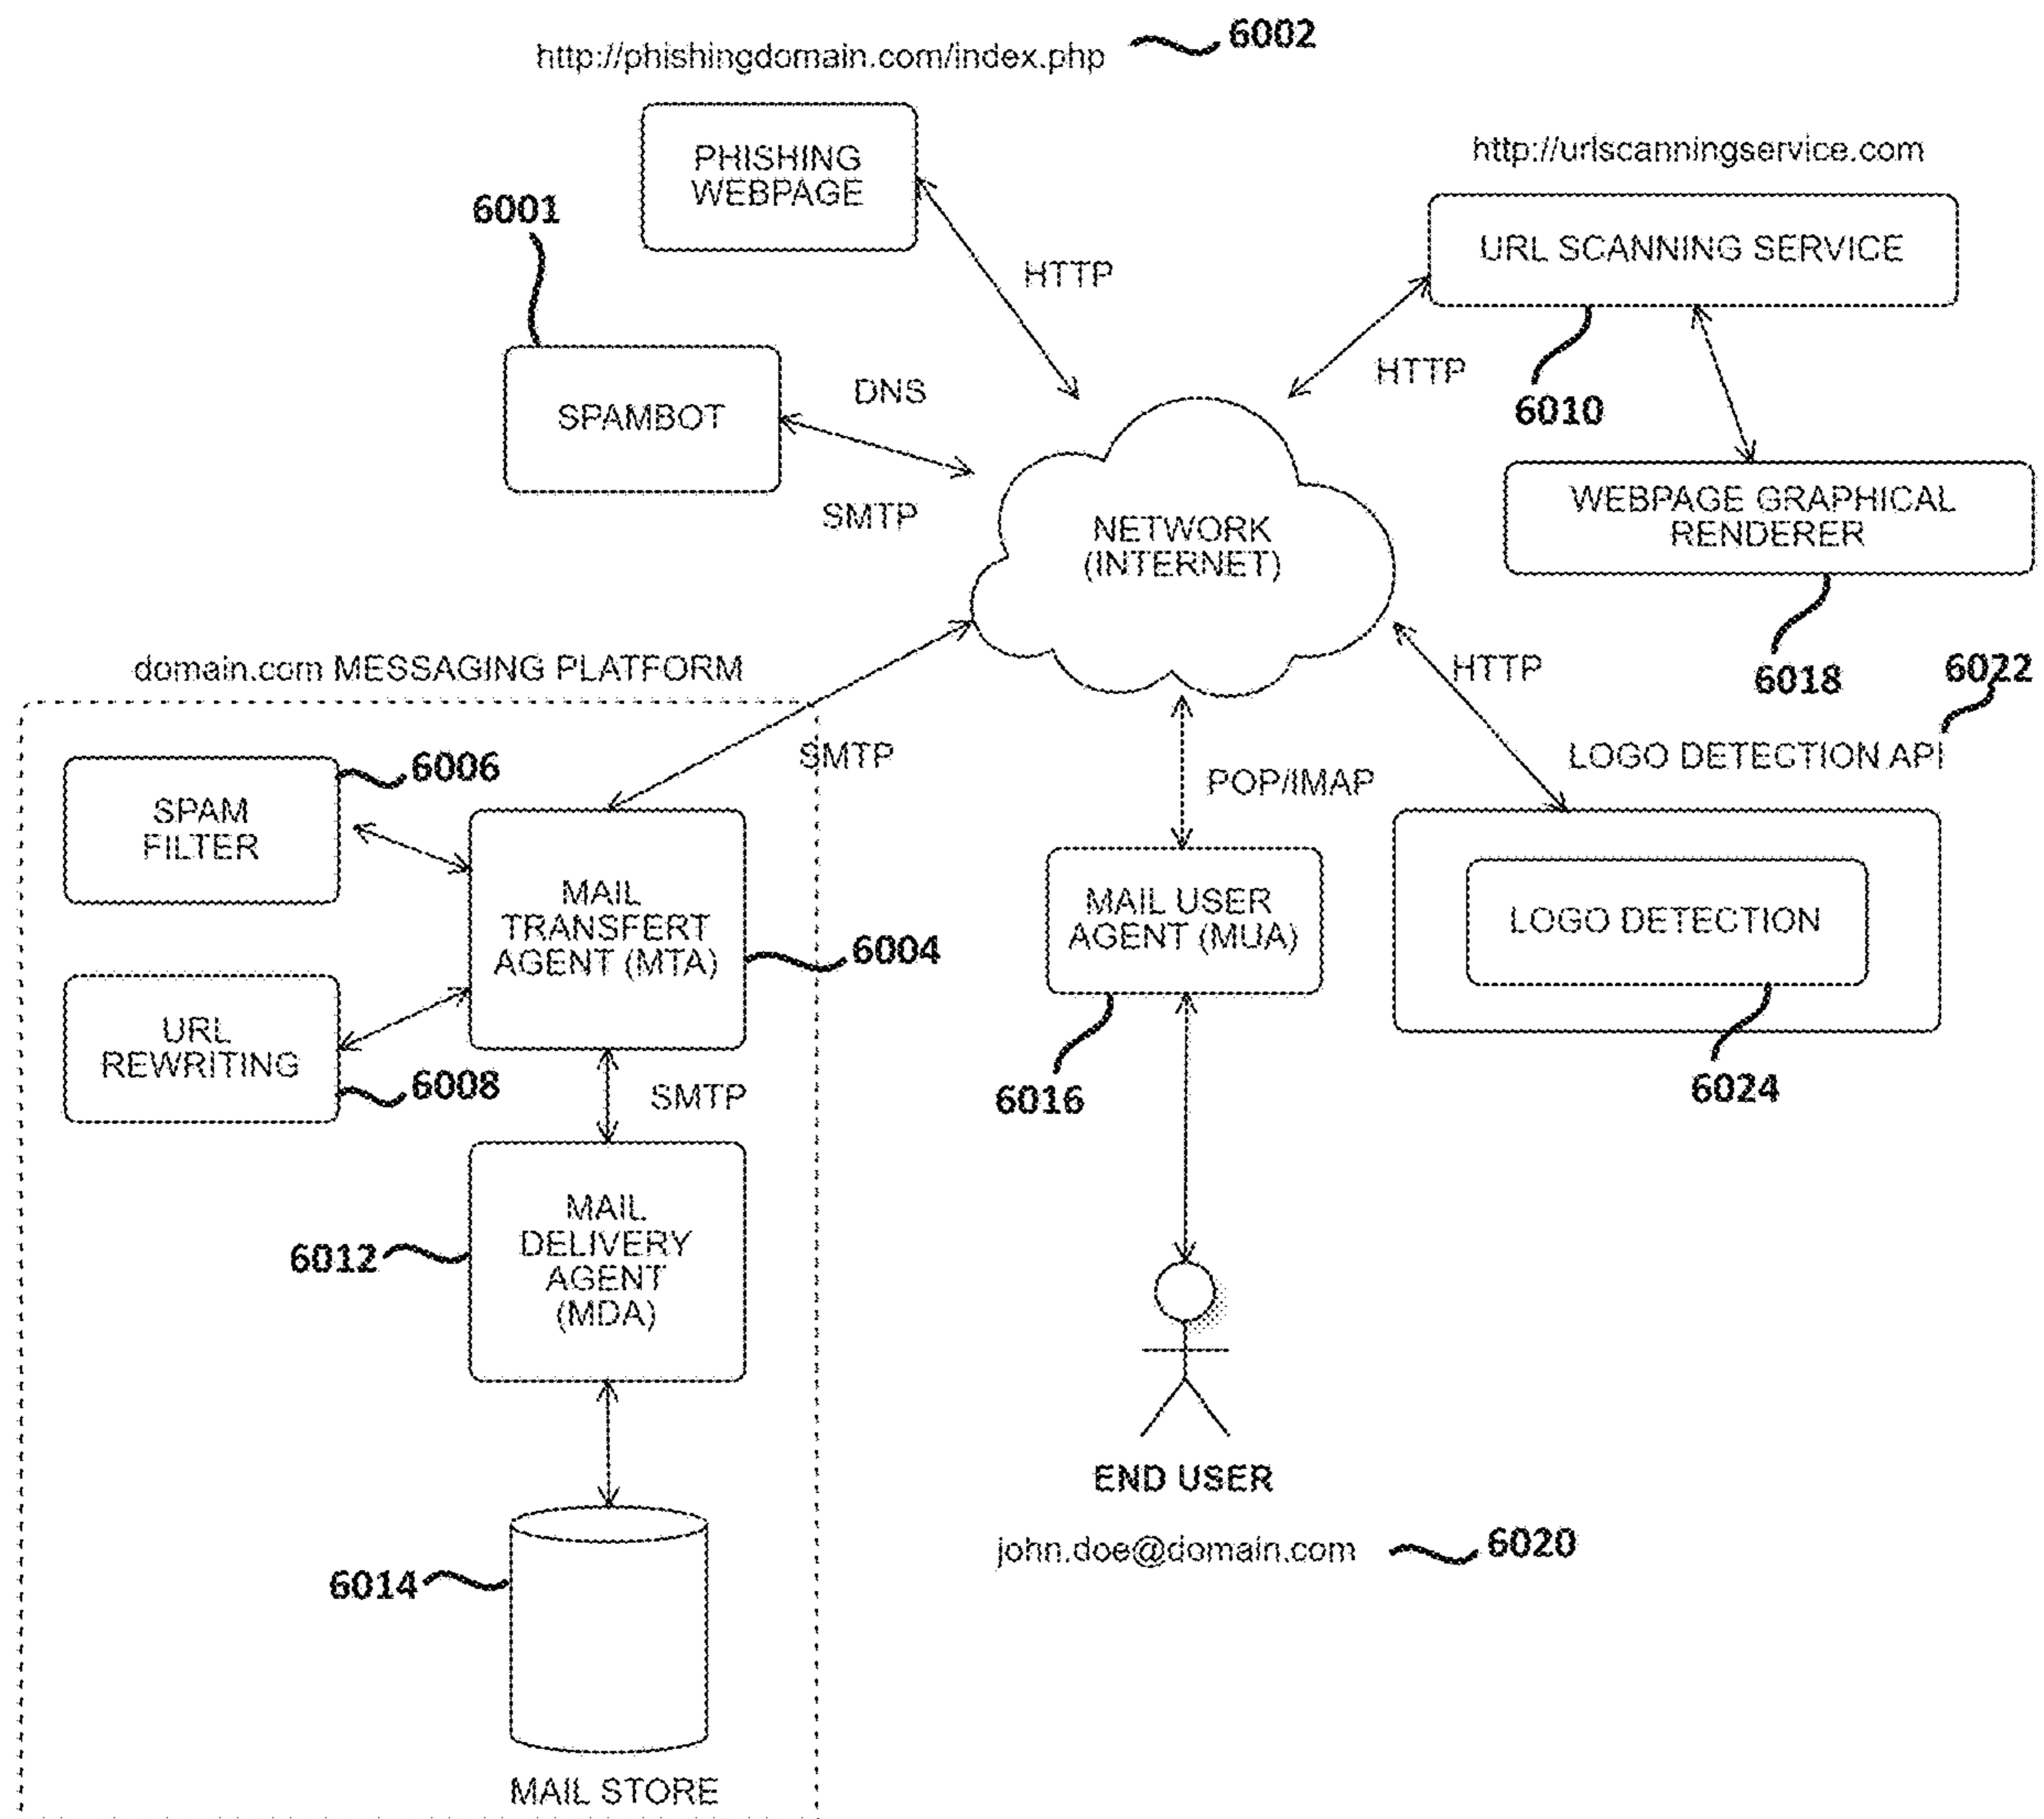 http://phishingdomain.com/index.php
6002
PHISHING
WEBPAGE
http://urlscanningservice.com
6001
URL SCANNING SERVICE
HTTP
HTTP
6010
SPAMBOT
DNS
SMTP
WEBPAGE GRAPHICAL
RENDERER
NETWORK
(INTERNET)
6018
6022
HTTP
LOGO DETECTION API
domain.com MESSAGING PLATFORM
SMTP
POP/IMAP
SPAM
FILTER
6006
MAIL
TRANSFERT
AGENT (MTA)
6004
MAIL USER
AGENT (MUA)
LOGO DETECTION
URL
REWRITING
6008
SMTP
6016
6024
MAIL
DELIVERY
AGENT
(MDA)
6012
END USER
john.doe@domain.com
6020
6014
MAIL STORE